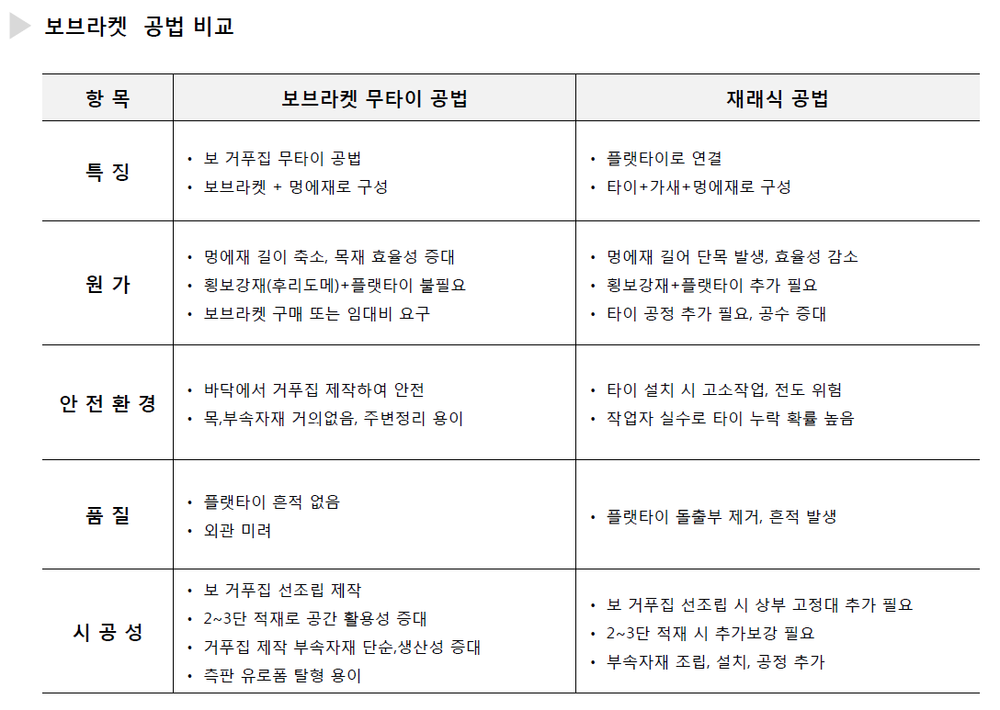 보브라켓 공법 비교
항 목
보브라켓 무타이 공법
재래식 공법
특 징
• 보 거푸집 무타이 공법
• 보브라켓 + 멍에재로 구성
• 플랫타이로 연결
• 타이+가새+멍에재로 구성
원 가
• 멍에재 길이 축소, 목재 효율성 증대
• 횡보강재(후리도메)+플랫타이 불필요
• 보브라켓 구매 또는 임대비 요구
• 멍에재 길어 단목 발생, 효율성 감소
• 횡보강재+플랫타이 추가 필요
• 타이 공정 추가 필요, 공수 증대
안 전 환 경
• 바닥에서 거푸집 제작하여 안전
• 목,부속자재 거의없음, 주변정리 용이
• 타이 설치 시 고소작업, 전도 위험
• 작업자 실수로 타이 누락 확률 높음
품 질
• 플랫타이 흔적 없음
• 외관 미려
• 플랫타이 돌출부 제거, 흔적 발생
시 공 성
• 보 거푸집 선조립 제작
• 2~3단 적재로 공간 활용성 증대
• 거푸집 제작 부속자재 단순,생산성 증대
• 측판 유로폼 탈형 용이
• 보 거푸집 선조립 시 상부 고정대 추가 필요
• 2~3단 적재 시 추가보강 필요
• 부속자재 조립, 설치, 공정 추가